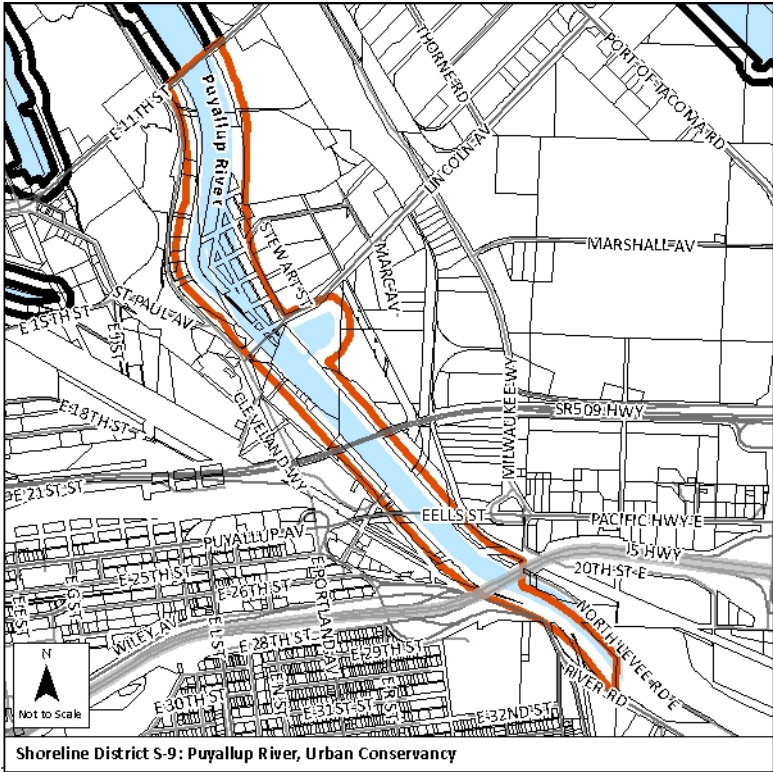 THORNE RD
PORT OF TACOMA RD
E 11TH ST
Puyallup River
LINCOLN AV
STEWART ST
MARC AV
MARSHALL AV
ST PAUL AV
E 15TH ST
E F ST
E 18TH ST
CLEVELAND WY
MILWAUKEE WY
SR509 HWY
E 21ST ST
EELLS ST
PACIFIC HWY E
PUYALLUP AV
I5 HWY
20TH ST E
E 25TH ST
E 26TH ST
E G ST
E PORTLAND AV
WILEY AV
E L ST
E 28TH ST
E 29TH ST
NORTH LEVEE RD E
RIVER RD
E 30TH ST
E N ST
E 31ST ST
E R ST
E 32ND ST
N
Not to Scale
Shoreline District S-9: Puyallup River, Urban Conservancy